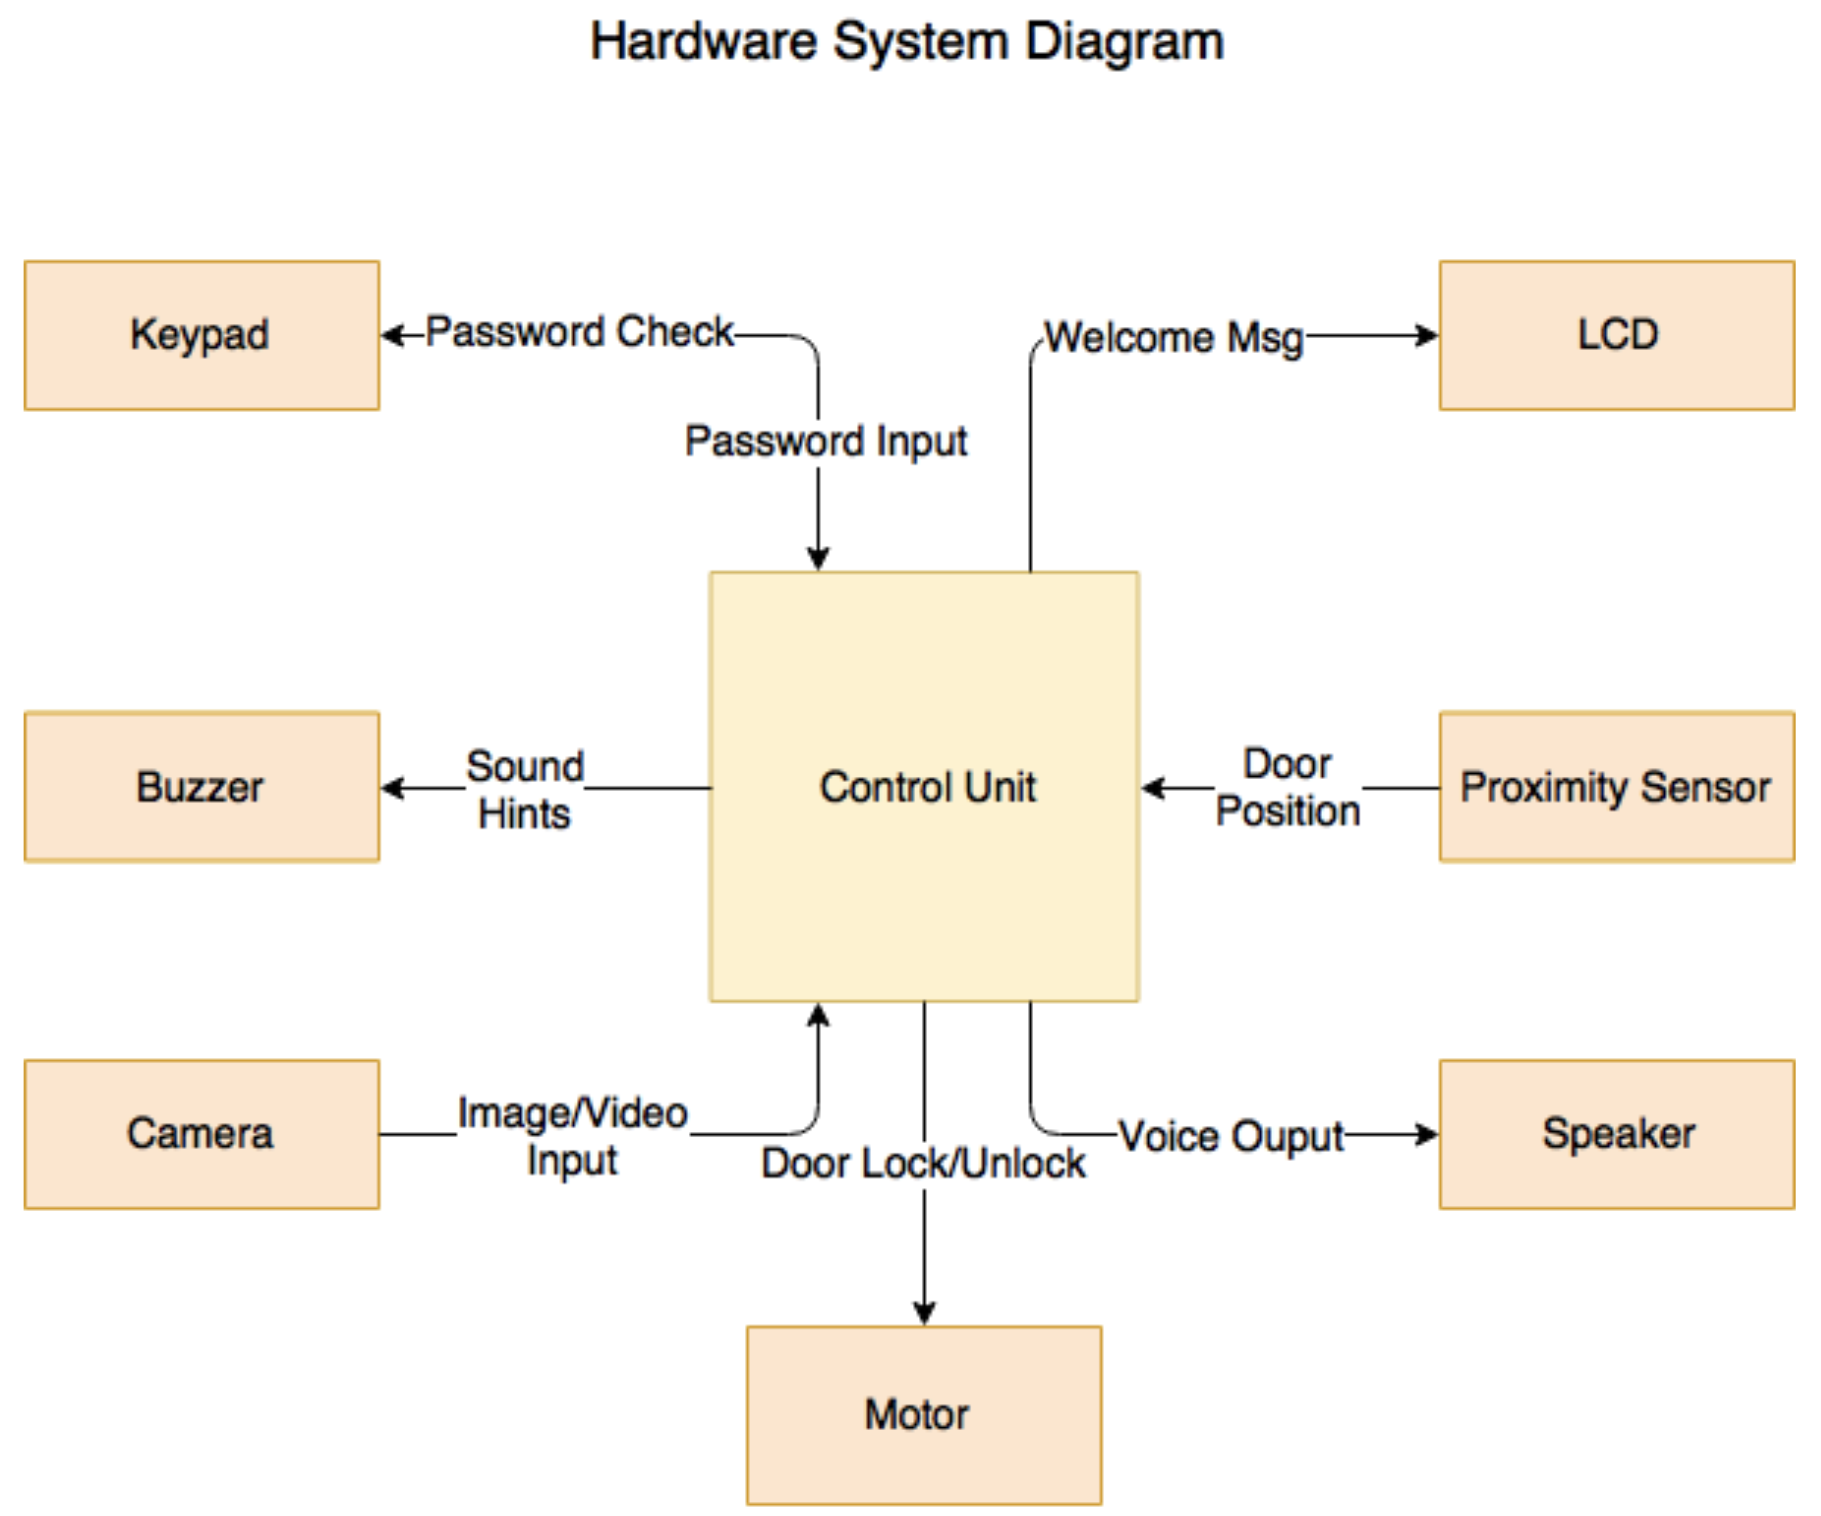 Hardware System Diagram
Keypad
Password Check
Welcome Msg
LCD
Password Input
Buzzer
Sound
Hints
Control Unit
Door
Position
Proximity Sensor
Camera
Image/Video
Input
Door Lock/Unlock
Voice Ouput
Speaker
Motor